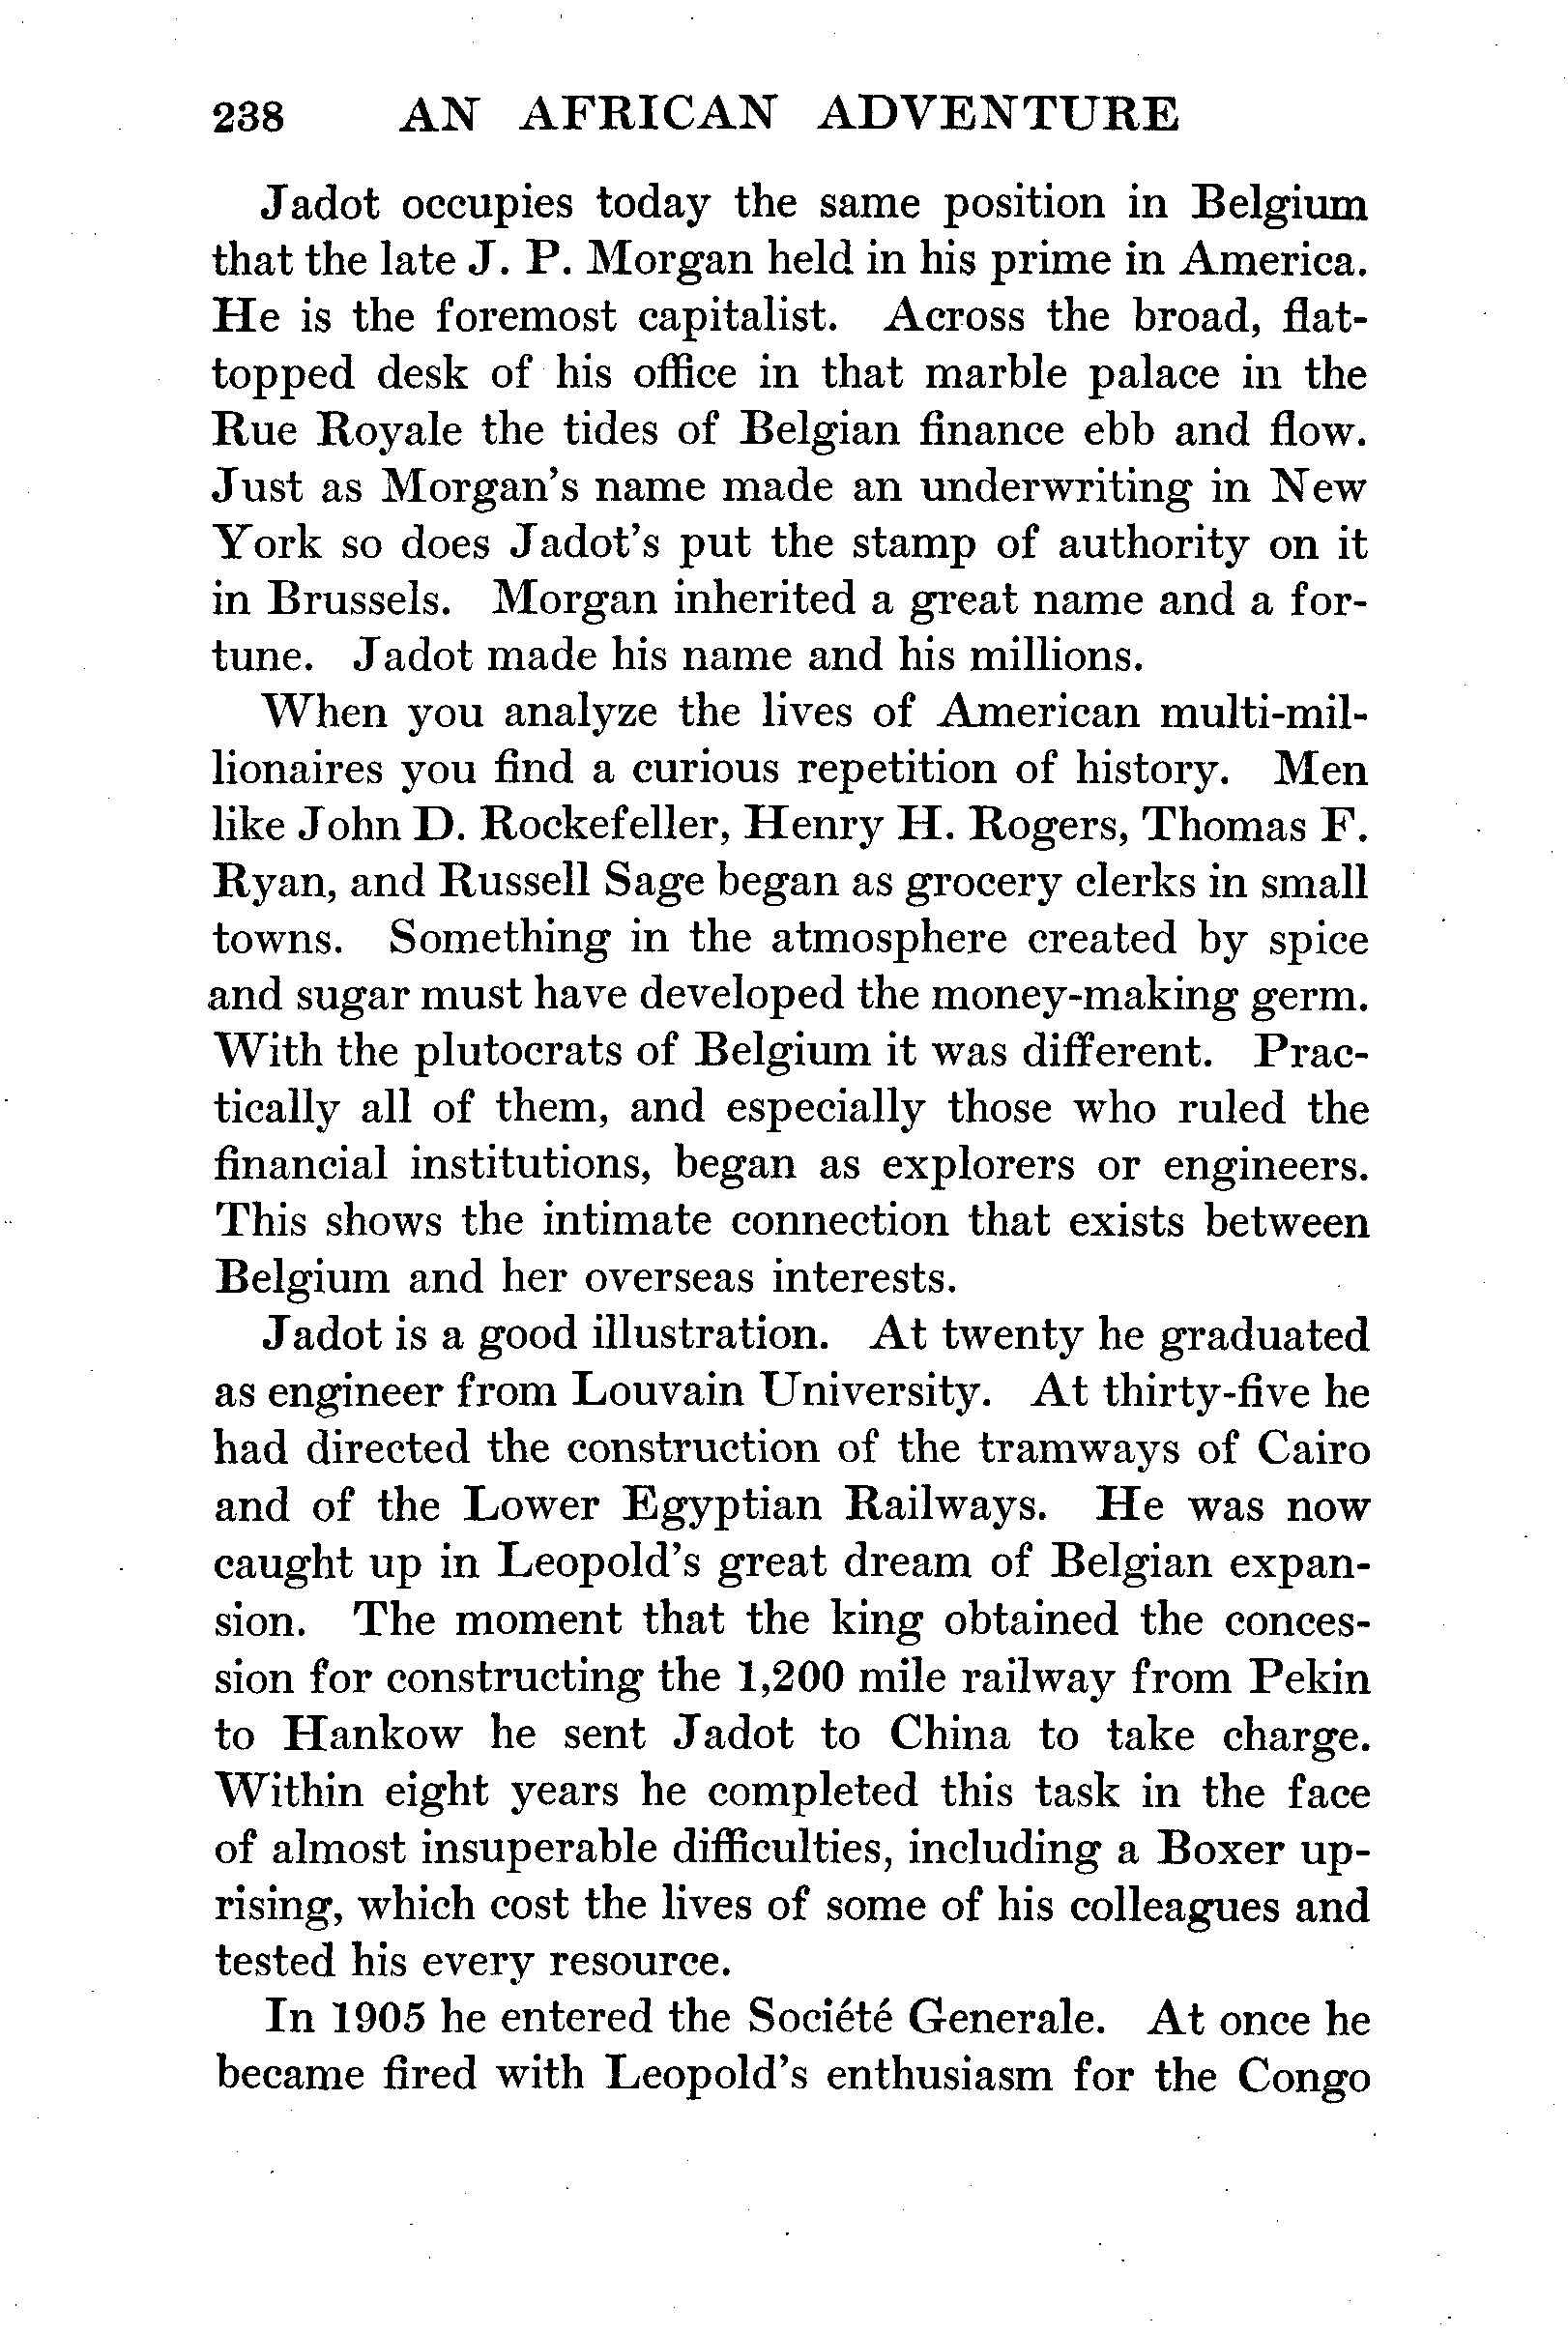 238 AN AFRICAN ADVENTURE
Jadot occupies today the same position in Belgium
that the late J. P. Morgan held in his prime in America.
He is the foremost capitalist. Across the broad, flat-
topped desk of his office in that marble palace in the
Rue Royale the tides of Belgian finance ebb and flow.
Just as Morgan's name made an underwriting in New
York so does Jadot's put the stamp of authority on it
in Brussels. Morgan inherited a great name and a for-
tune. Jadot made his name and his millions.
When you analyze the lives of American multi-mil-
lionaires you find a curious repetition of history. Men
like John D. Rockefeller, Henry H. Rogers, Thomas F.
Ryan, and Russell Sage began as grocery clerks in small
towns. Something in the atmosphere created by spice
and sugar must have developed the money-making germ.
With the plutocrats of Belgium it was different. Prac-
tically all of them, and especially those who ruled the
financial institutions, began as explorers or engineers.
This shows the intimate connection that exists between
Belgium and her overseas interests.
Jadot is a good illustration. At twenty he graduated
as engineer from Louvain University. At thirty-five he
had directed the construction of the tramways of Cairo
and of the Lower Egyptian Railways. He was now
caught up in Leopold's great dream of Belgian expan-
sion. The moment that the king obtained the conces-
sion for constructing the 1,200 mile railway from Pekin
to Hankow he sent Jadot to China to take charge.
Within eight years he completed this task in the face
of almost insuperable difficulties, including a Boxer up-
rising, which cost the lives of some of his colleagues and
tested his every resource.
In 1905 he entered the Société Generale. At once he
became fired with Leopold's enthusiasm for the Congo